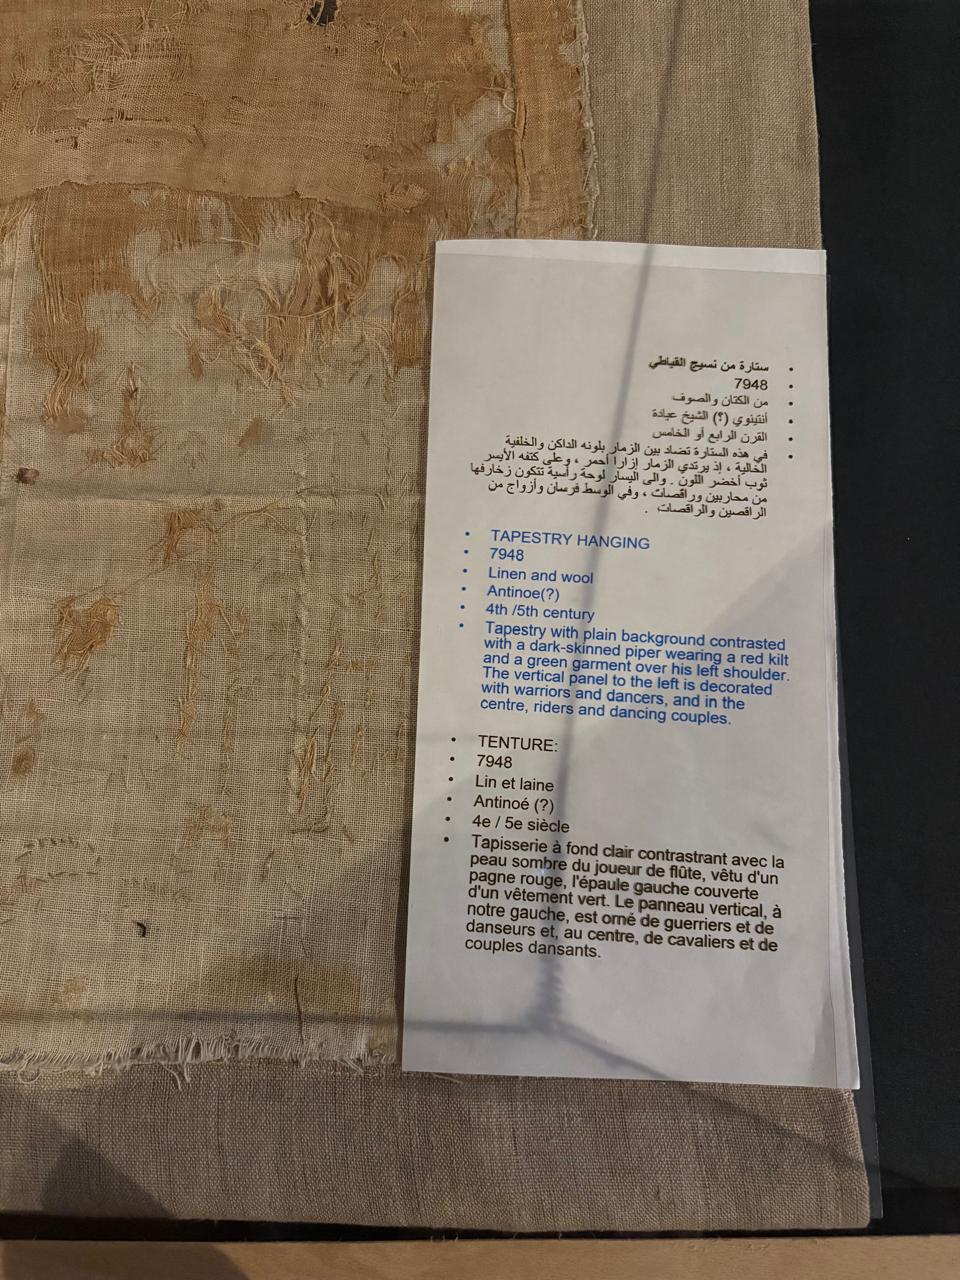 ستارة من نسيج القباطي
7948
من الكتان والصوف
أنتينوي (؟) الشيخ عبادة
القرن الرابع أو الخامس
في هذه الستارة تضاد بين الزمار بلونه الداكن والخلفية
الخالية ، إذ يرتدي الزمار إزارا أحمر ، وعلى كتفه الأيسر
ثوب أخضر اللون . والى اليسار لوحة رأسية تتكون زخارفها
من محاربين وراقصات ، وفي الوسط فرسان وأزواج من
الراقصين والراقصات .
• TAPESTRY HANGING
• 7948
• Linen and wool
• Antinoe(?)
• 4th /5th century
• Tapestry with plain background contrasted
with a dark-skinned piper wearing a red kilt
and a green garment over his left shoulder.
The vertical panel to the left is decorated
with warriors and dancers, and in the
centre, riders and dancing couples.
• TENTURE:
• 7948
• Lin et laine
• Antinoé (?)
• 4e / 5e siècle
• Tapisserie à fond clair contrastrant avec la
peau sombre du joueur de flûte, vêtu d'un
pagne rouge, l'épaule gauche couverte
d'un vêtement vert. Le panneau vertical, à
notre gauche, est orné de guerriers et de
danseurs et, au centre, de cavaliers et de
couples dansants.